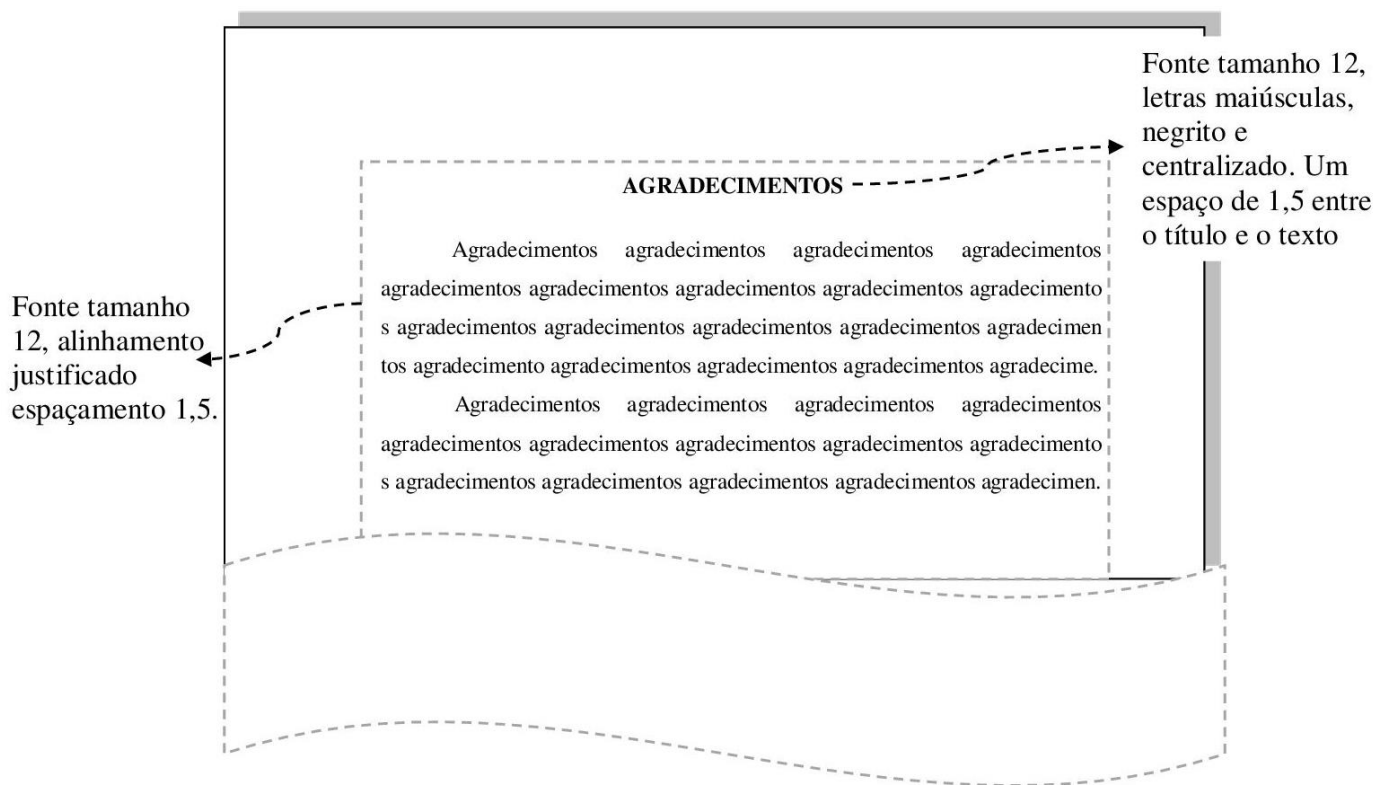 Fonte tamanho 12,
letras maiúsculas,
negrito e
centralizado. Um
espaço de 1,5 entre
o título e o texto
AGRADECIMENTOS
Agradecimentos agradecimentos agradecimentos agradecimentos
agradecimentos agradecimentos agradecimentos agradecimentos agradecimento
s agradecimentos agradecimentos agradecimentos agradecimentos agradecimen
tos agradecimento agradecimentos agradecimentos agradecimentos agradecime.
Agradecimentos agradecimentos agradecimentos agradecimentos
agradecimentos agradecimentos agradecimentos agradecimentos agradecimento
s agradecimentos agradecimentos agradecimentos agradecimentos agradecimen.
Fonte tamanho
12, alinhamento
justificado
espaçamento 1,5.